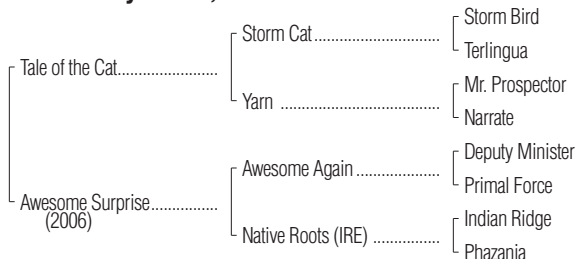 Storm Bird
Storm Cat
Terlingua
Tale of the Cat
Mr. Prospector
Yarn
Narrate
Deputy Minister
Awesome Again
Primal Force
Awesome Surprise
(2006)
Indian Ridge
Native Roots (IRE)
Phazania